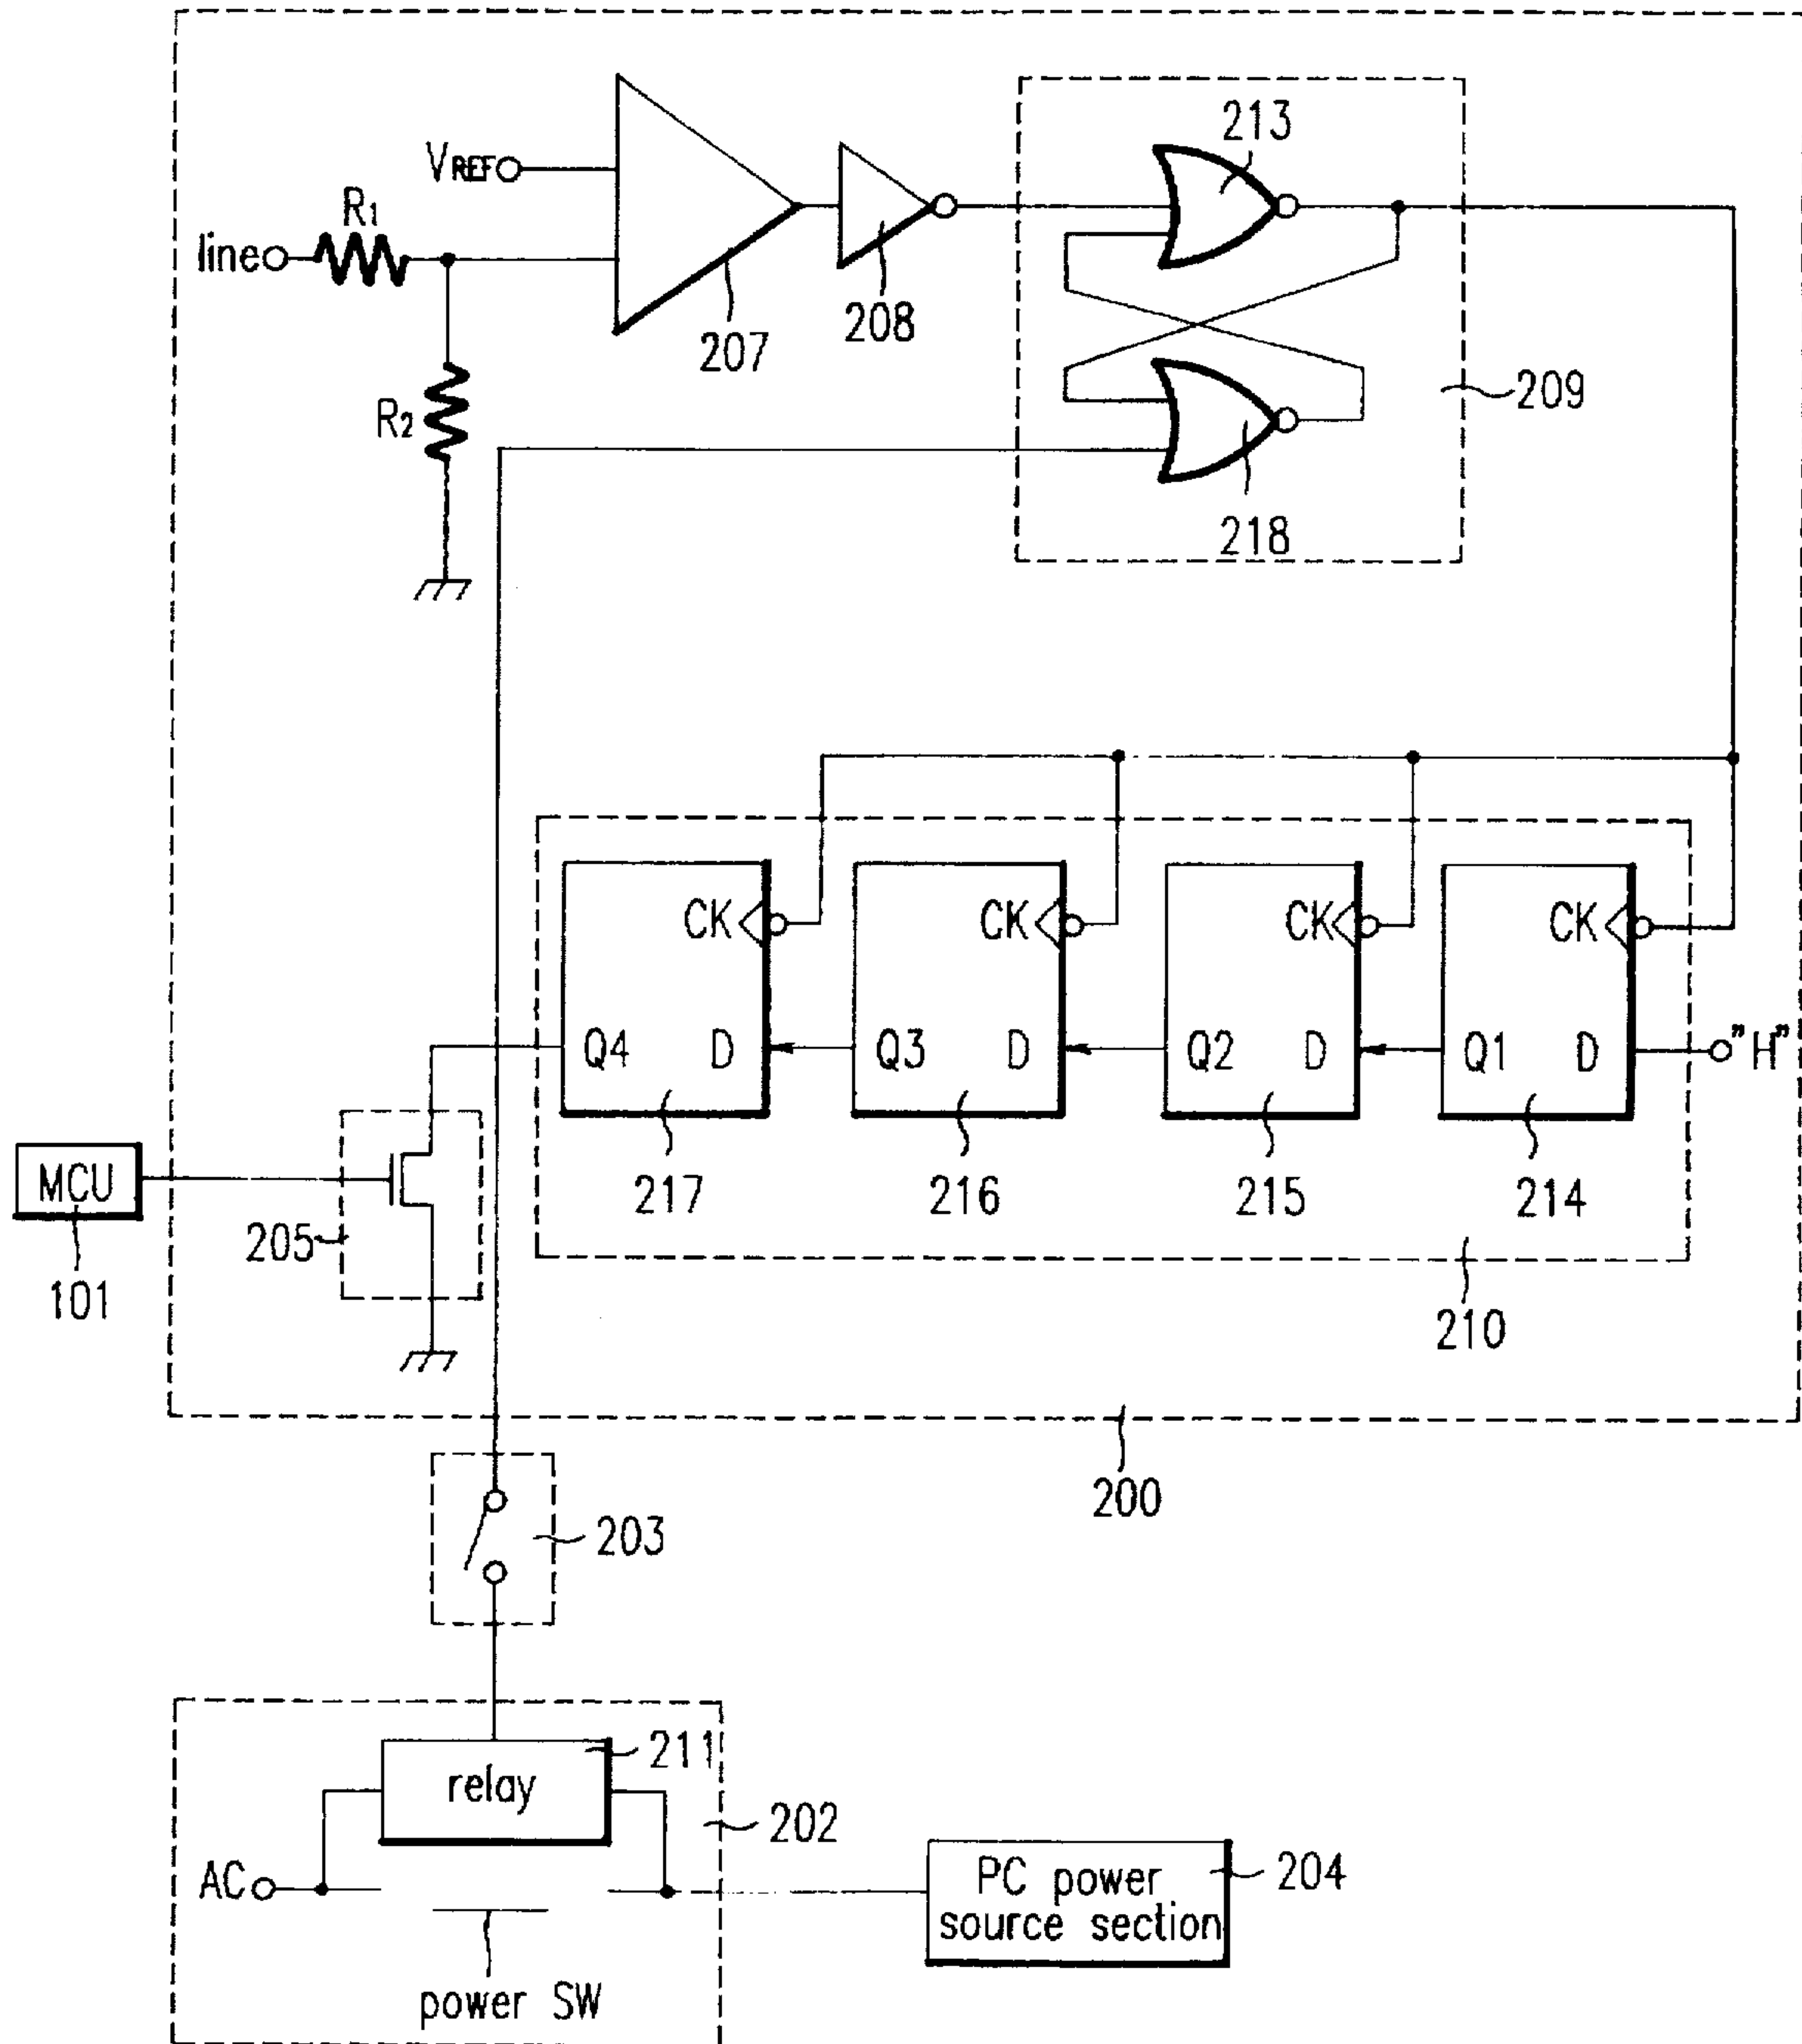 213
VREF
R1
line
208
207
R2
209
218
CK
CK
CK
CK
Q4
D
Q3
D
Q2
D
Q1
D
"H"
MCU
217
216
215
214
205
101
210
200
203
211
relay
202
AC
PC power
source section
204
power SW